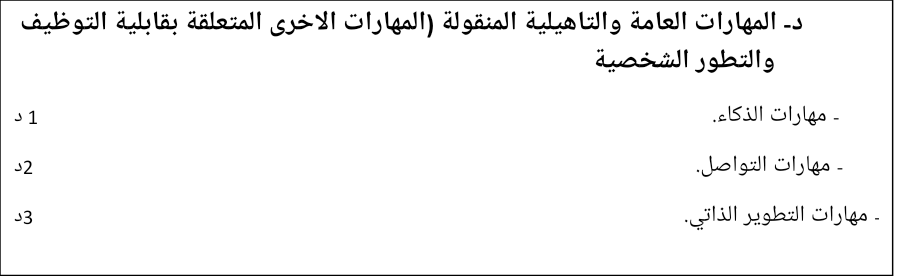 د- المهارات العامة والتاهيلية المنقولة (المهارات الاخرى المتعلقة بقابلية التوظيف
والتطور الشخصية
- مهارات الذكاء. د 1
- مهارات التواصل. د2
- مهارات التطوير الذاتي. د3